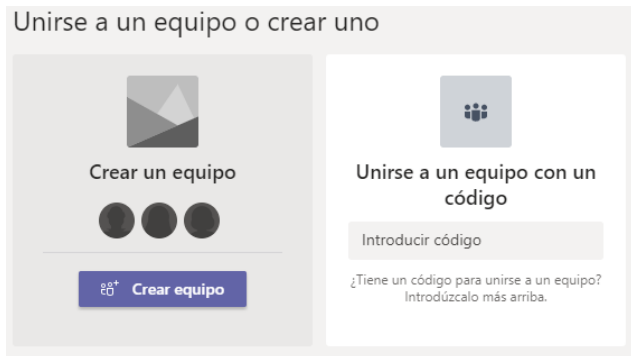 Unirse a un equipo o crear uno
Crear un equipo
Crear equipo
Unirse a un equipo con un
código
Introducir código
¿Tiene un código para unirse a un equipo?
Introdúzcalo más arriba.